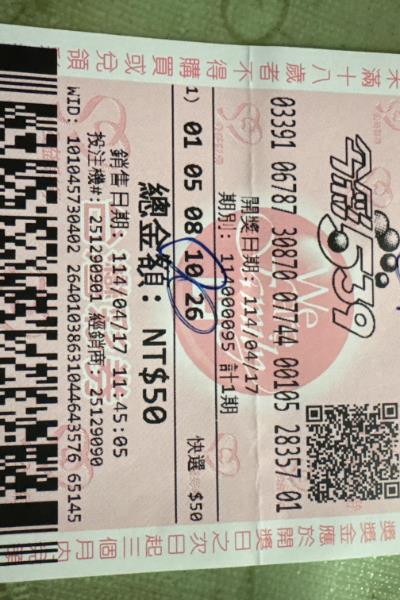 未滿十八歲者不得購買或兌領
今彩539
03391 06787 30870 07744 00105 28357 01
開獎日期: 114/04/17
期別: 114000095 計1期
1) 01 05 08 10 26 快選 $50
總金額: NT$50
銷售日期: 114/04/17 11:45:05
投注機#: 251290901 經銷商: 25129090
WID: 101045730402 26401038631044643576 65145
獎金應於開獎日之次日起三個月內